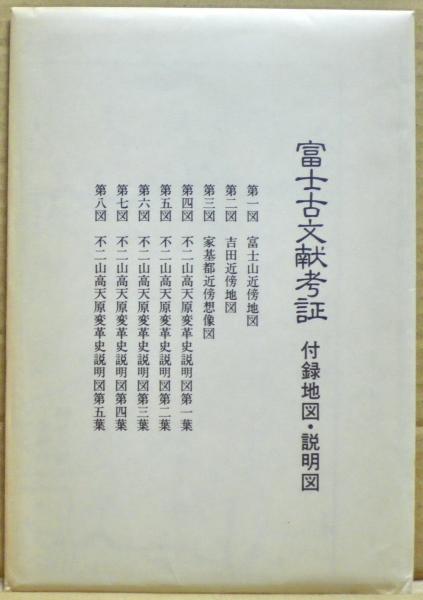 富士古文献考証 付録地図・説明図
第一図 富士山近傍地図
第二図 吉田近傍地図
第三図 家基都近傍想像図
第四図 不二山高天原変革史説明図第一葉
第五図 不二山高天原変革史説明図第二葉
第六図 不二山高天原変革史説明図第三葉
第七図 不二山高天原変革史説明図第四葉
第八図 不二山高天原変革史説明図第五葉